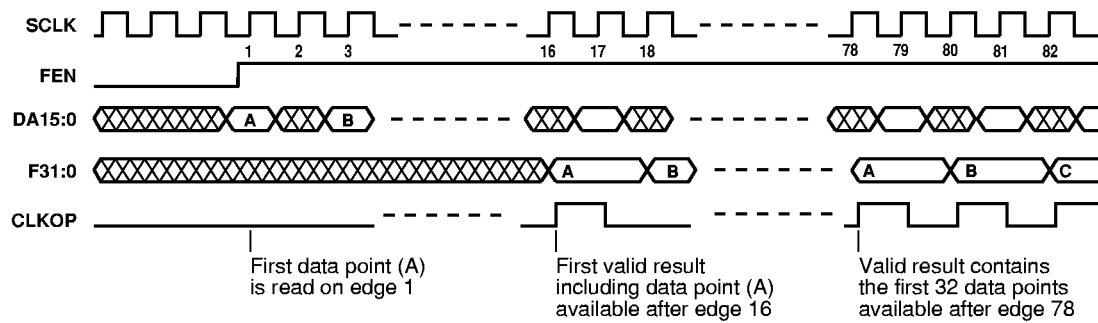 SCLK
1 2 3 16 17 18 78 79 80 81 82
FEN
DA15:0 A B
F31:0 A B A B C
CLKOP
First data point (A)
is read on edge 1
First valid result
including data point (A)
available after edge 16
Valid result contains
the first 32 data points
available after edge 78